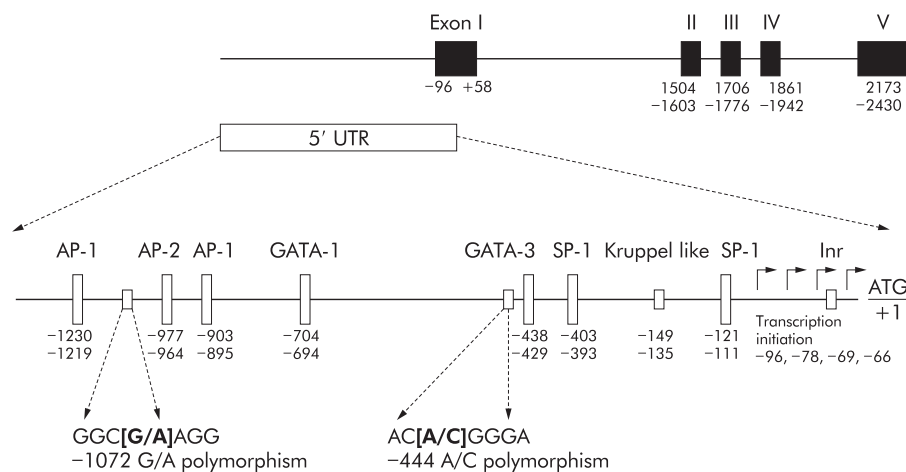 Exon I II III IV V
−96 +58 1504 1706 1861 2173
−1603 −1776 −1942 −2430
5′ UTR
AP-1 AP-2 AP-1 GATA-1 GATA-3 SP-1 Kruppel like SP-1 Inr
ATG
+1
−1230 −977 −903 −704 −438 −403 −149 −121
−1219 −964 −895 −694 −429 −393 −135 −111
Transcription
initiation
−96, −78, −69, −66
GGC[G/A]AGG
−1072 G/A polymorphism
AC[A/C]GGGA
−444 A/C polymorphism